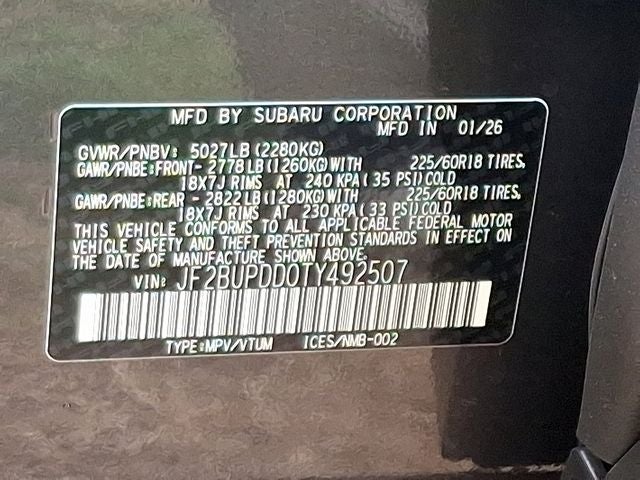 MFD BY SUBARU CORPORATION
MFD IN 01/26
GVWR/PNBV: 5027LB(2280KG)
GAWR/PNBE:FRONT- 2778LB(1260KG)WITH 225/60R18 TIRES.
18X7J RIMS AT 240 KPA(35 PSI)COLD
GAWR/PNBE:REAR - 2822LB(1280KG)WITH 225/60R18 TIRES.
18X7J RIMS AT 230 KPA(33 PSI)COLD
THIS VEHICLE CONFORMS TO ALL APPLICABLE FEDERAL MOTOR
VEHICLE SAFETY AND THEFT PREVENTION STANDARDS IN EFFECT ON
THE DATE OF MANUFACTURE SHOWN ABOVE.
VIN: JF2BUPDD0TY492507
TYPE:MPV/VTUM ICES/NMB-002